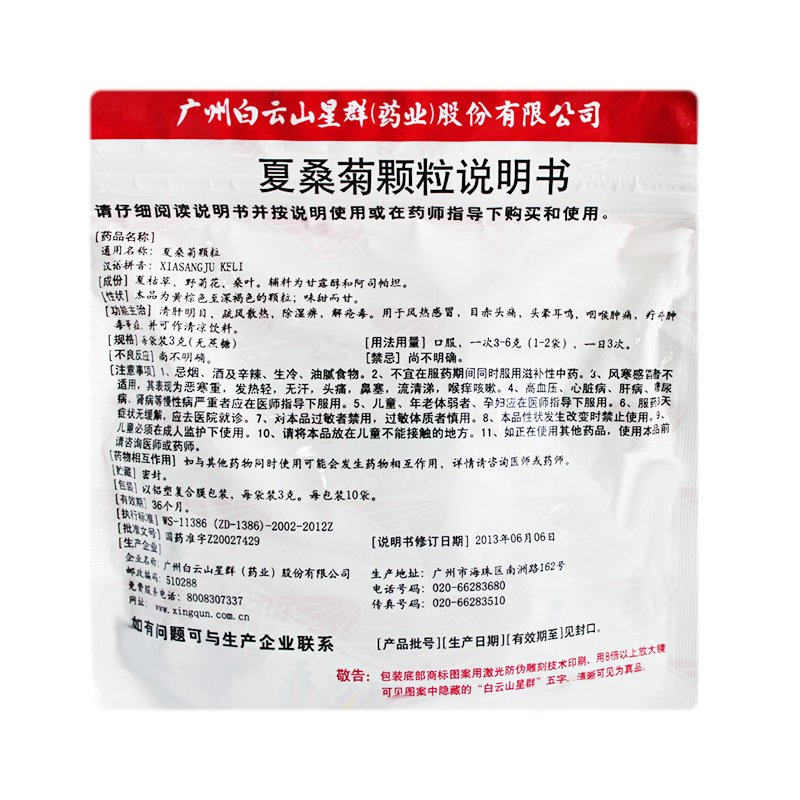 广州白云山星群(药业)股份有限公司
夏桑菊颗粒说明书
请仔细阅读说明书并按说明使用或在药师指导下购买和使用。
[药品名称]
通用名称：夏桑菊颗粒
汉语拼音：XIASANGJU KELI
[成份] 夏枯草、野菊花、桑叶。辅料为甘露醇和阿司帕坦。
[性状] 本品为黄棕色至深褐色的颗粒；味甜而甘。
[功能主治] 清肝明目，疏风散热，除湿痹，解疮毒。用于风热感冒，目赤头痛，头晕耳鸣，咽喉肿痛，疔疮肿
毒等症，并可作清凉饮料。
[规格] 每袋装3克(无蔗糖) [用法用量] 口服，一次3-6克（1-2袋），一日3次。
[不良反应] 尚不明确。 [禁忌] 尚不明确。
[注意事项] 1、忌烟、酒及辛辣、生冷、油腻食物。2、不宜在服药期间同时服用滋补性中药。3、风寒感冒者不
适用，其表现为恶寒重，发热轻，无汗，头痛，鼻塞，流清涕，喉痒咳嗽。4、高血压、心脏病、肝病、糖尿
病、肾病等慢性病严重者应在医师指导下服用。5、儿童、年老体弱者、孕妇应在医师指导下服用。6、服药3天
症状无缓解，应去医院就诊。7、对本品过敏者禁用，过敏体质者慎用。8、本品性状发生改变时禁止使用。9、
儿童必须在成人监护下使用。10、请将本品放在儿童不能接触的地方。11、如正在使用其他药品，使用本品前
请咨询医师或药师。
[药物相互作用] 如与其他药物同时使用可能会发生药物相互作用，详情请咨询医师或药师。
[贮藏] 密封。
[包装] 以铝塑复合膜包装，每袋装3克。每包装10袋。
[有效期] 36个月。
[执行标准] WS-11386 (ZD-1386)-2002-2012Z
[批准文号] 国药准字Z20027429 [说明书修订日期] 2013年06月06日
[生产企业]
企业名称：广州白云山星群（药业）股份有限公司 生产地址：广州市海珠区南洲路162号
邮政编码：510288 电话号码：020-66283680
免费服务电话：8008307337 传真号码：020-66283510
网址：www.xingqun.com.cn
如有问题可与生产企业联系 [产品批号][生产日期][有效期至]见封口。
敬告：包装底部商标图案用激光防伪雕刻技术印刷，用8倍以上放大镜
可见图案中隐藏的“白云山星群”五字，清晰可见为真品。